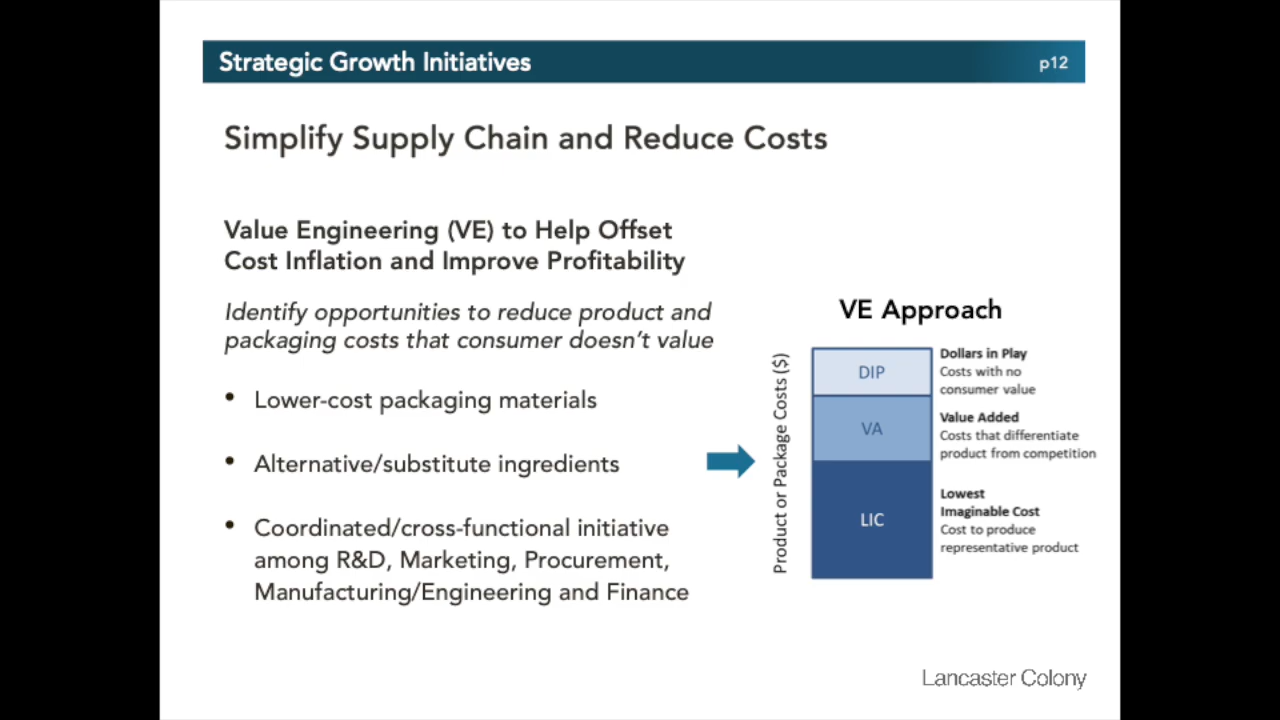 Strategic Growth Initiatives
p12
Simplify Supply Chain and Reduce Costs
Value Engineering (VE) to Help Offset
Cost Inflation and Improve Profitability
Identify opportunities to reduce product and
packaging costs that consumer doesn't value
• Lower-cost packaging materials
• Alternative/substitute ingredients
• Coordinated/cross-functional initiative
among R&D, Marketing, Procurement,
Manufacturing/Engineering and Finance
VE Approach
Product or Package Costs ($)
DIP
Dollars in Play
Costs with no
consumer value
VA
Value Added
Costs that differentiate
product from competition
LIC
Lowest
Imaginable Cost
Cost to produce
representative product
Lancaster Colony